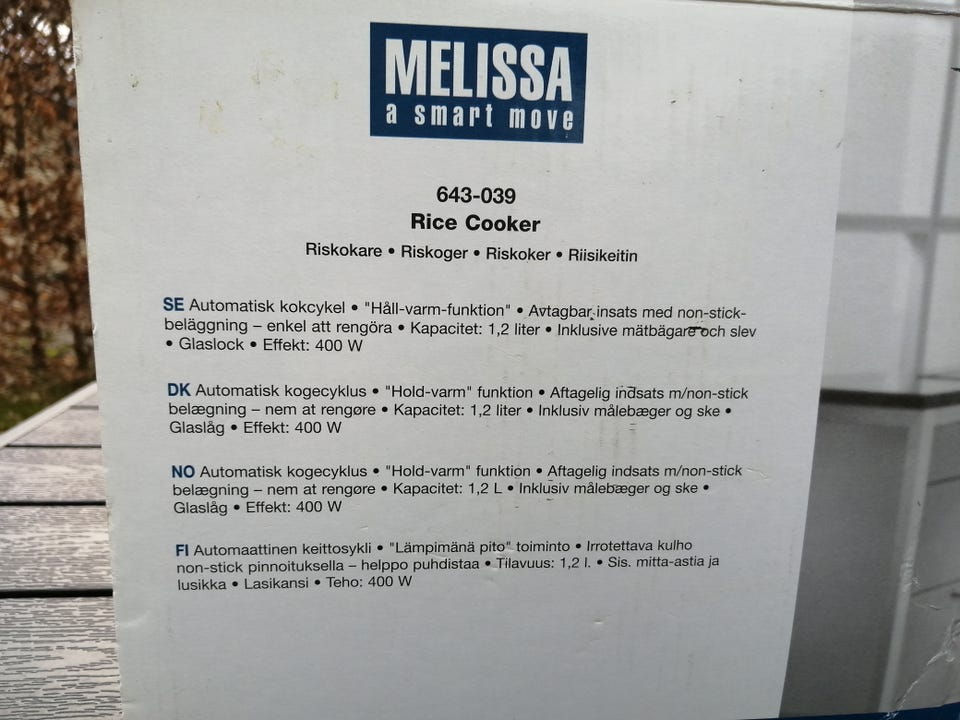 MELISSA
a smart move
643-039
Rice Cooker
Riskokare • Riskoger • Riskoker • Riisikeitin
SE Automatisk kokcykel • "Håll-varm-funktion" • Avtagbar insats med non-stick-
beläggning – enkel att rengöra • Kapacitet: 1,2 liter • Inklusive mätbägare och slev
• Glaslock • Effekt: 400 W
DK Automatisk kogecyklus • "Hold-varm" funktion • Aftagelig indsats m/non-stick
belægning – nem at rengøre • Kapacitet: 1,2 liter • Inklusiv målebæger og ske •
Glaslåg • Effekt: 400 W
NO Automatisk kogecyklus • "Hold-varm" funktion • Aftagelig indsats m/non-stick
belægning – nem at rengøre • Kapacitet: 1,2 L • Inklusiv målebæger og ske •
Glaslåg • Effekt: 400 W
FI Automaattinen keittosykli • "Lämpimänä pito" toiminto • Irrotettava kulho
non-stick pinnoituksella – helppo puhdistaa • Tilavuus: 1,2 l. • Sis. mitta-astia ja
lusikka • Lasikansi • Teho: 400 W